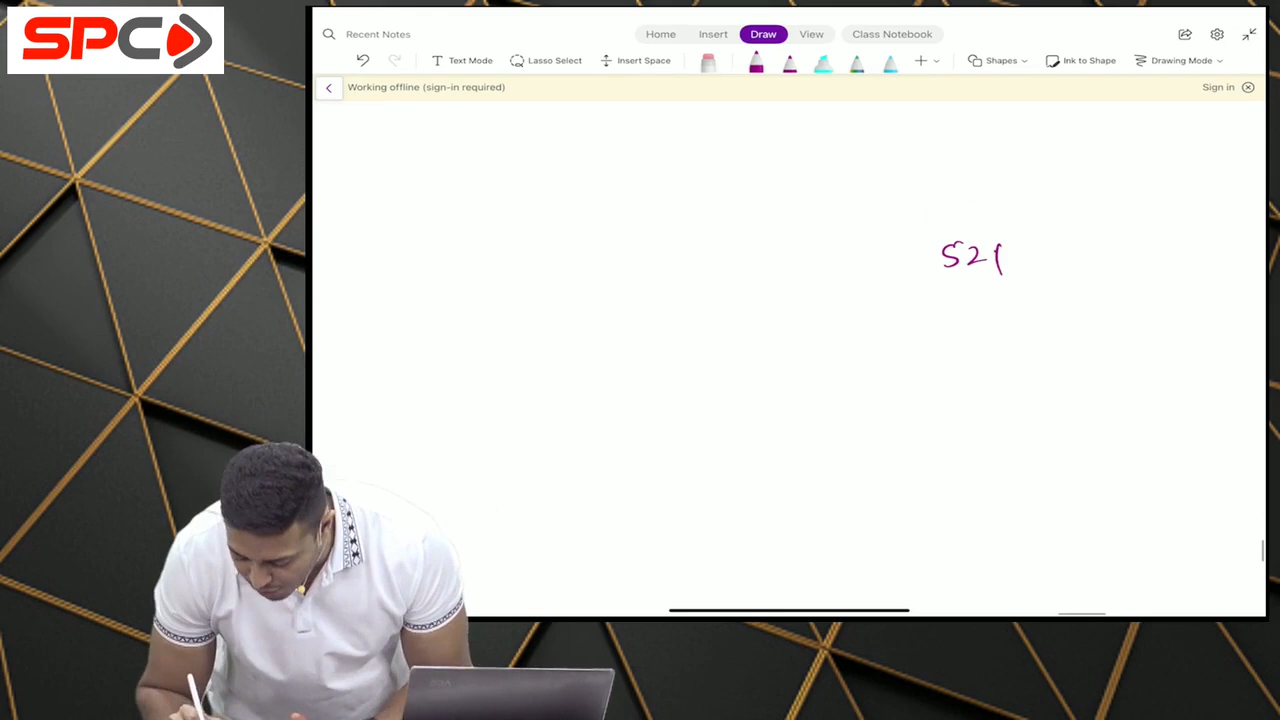 SPC
Recent Notes
Home Insert Draw View Class Notebook
Text Mode Lasso Select Insert Space Shapes Ink to Shape Drawing Mode
Working offline (sign-in required) Sign in